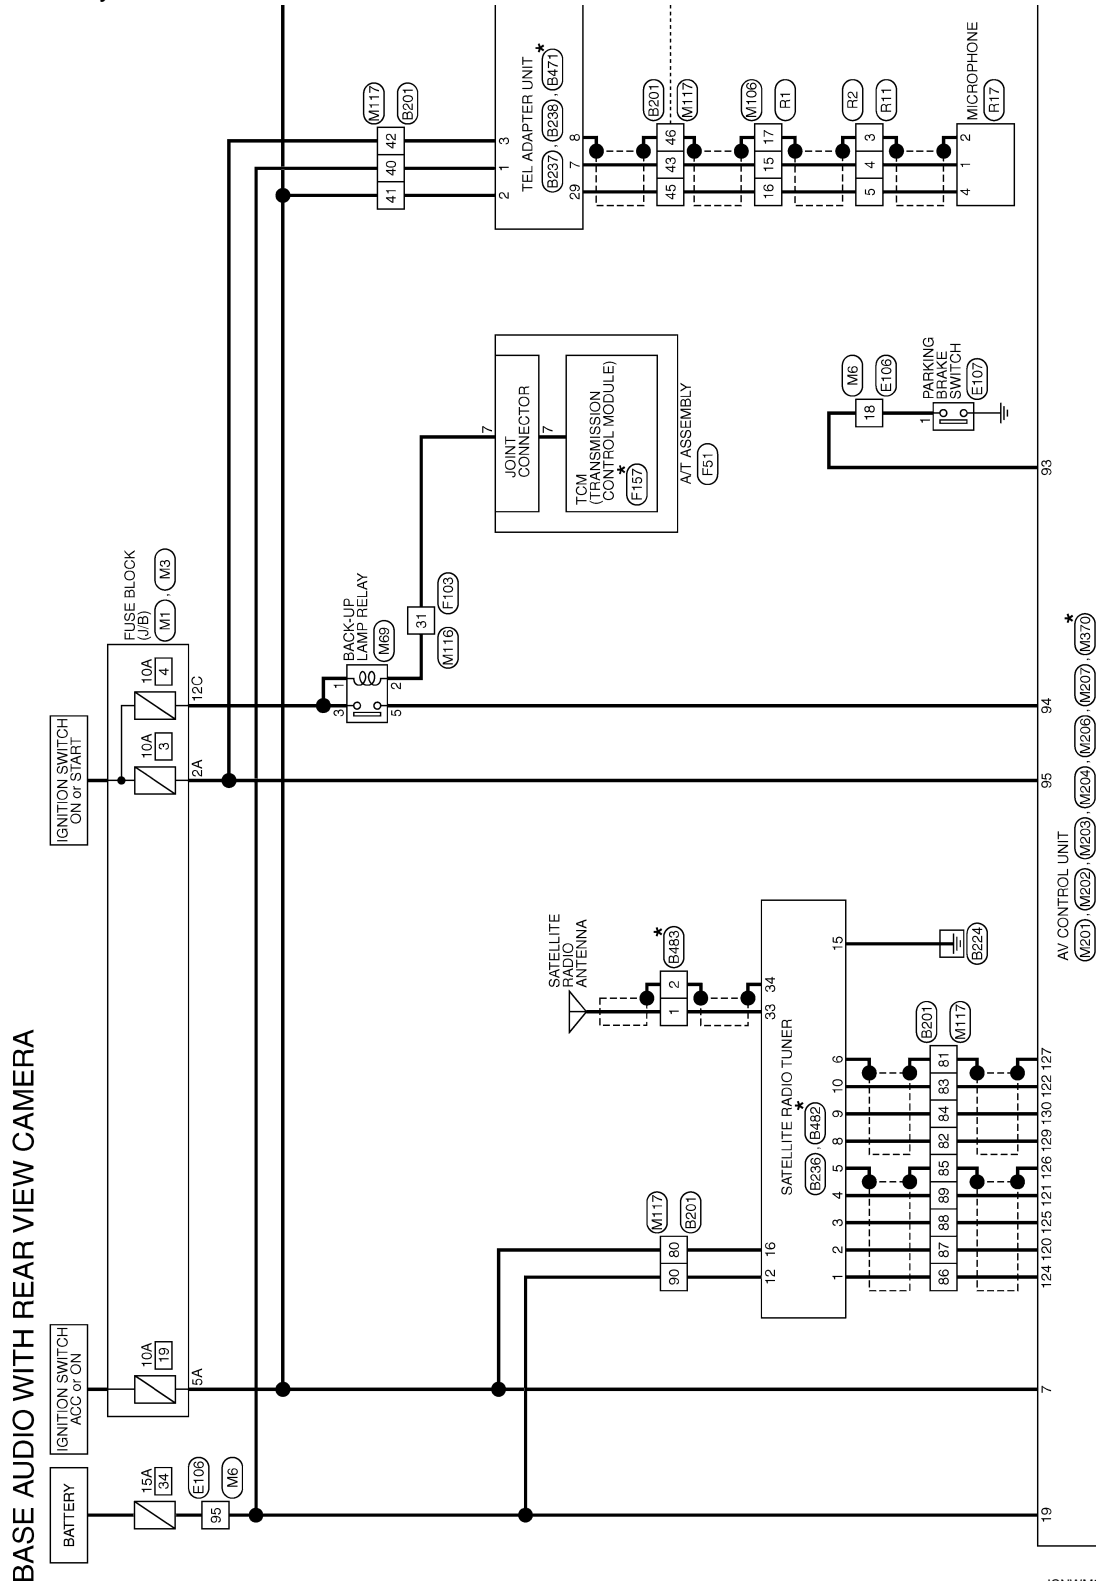 BASE AUDIO WITH REAR VIEW CAMERA
BATTERY
15A
34
95
E106
M6
IGNITION SWITCH
ACC or ON
10A
19
5A
IGNITION SWITCH
ON or START
10A
3
2A
10A
4
12C
FUSE BLOCK
(J/B)
M1 , M3
BACK-UP
LAMP RELAY
M69
1
3
2
5
M116
31
F103
7
JOINT
CONNECTOR
7
TCM
(TRANSMISSION
CONTROL MODULE)
*
F157
A/T ASSEMBLY
F51
M117
B201
41 40 42
2 1 3
TEL ADAPTER UNIT
*
B237 , B238 , B471
29 7 8
B201
M117
45 43 46
M106
R1
16 15 17
R2
R11
5 4 3
4 1 2
MICROPHONE
R17
M6
E106
18
1
PARKING
BRAKE
SWITCH
E107
93
94
95
SATELLITE
RADIO
ANTENNA
*
B483
1 2
33 34
M117
B201
90 80
12 16
SATELLITE RADIO TUNER
*
B236 , B482
1 2 3 4 5 8 9 10 6
15
B224
B201
M117
86 87 88 89 85 82 84 83 81
124 120 125 121 126 129 130 122 127
19
7
AV CONTROL UNIT
*
M201 , M202 , M203 , M204 , M206 , M207 , M370